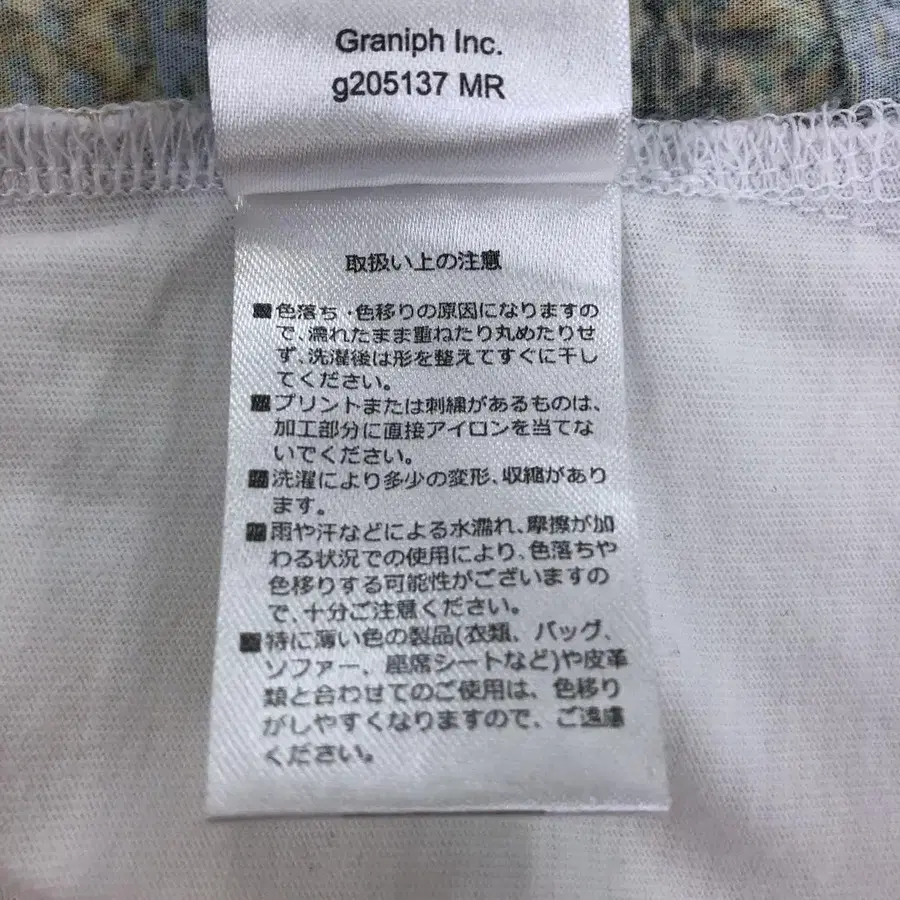 Graniph Inc.
g205137 MR
取扱い上の注意
■色落ち・色移りの原因になりますの
で、濡れたまま重ねたり丸めたりせ
ず、洗濯後は形を整えてすぐに干し
てください。
■プリントまたは刺繍があるものは、
加工部分に直接アイロンを当てな
いでください。
■洗濯により多少の変形、収縮があり
ます。
■雨や汗などによる水濡れ、摩擦が加
わる状況での使用により、色落ちや
色移りする可能性がございますの
で、十分ご注意ください。
■特に薄い色の製品(衣類、バッグ、
ソファー、座席シートなど)や皮革
類と合わせてのご使用は、色移り
がしやすくなりますので、ご遠慮
ください。